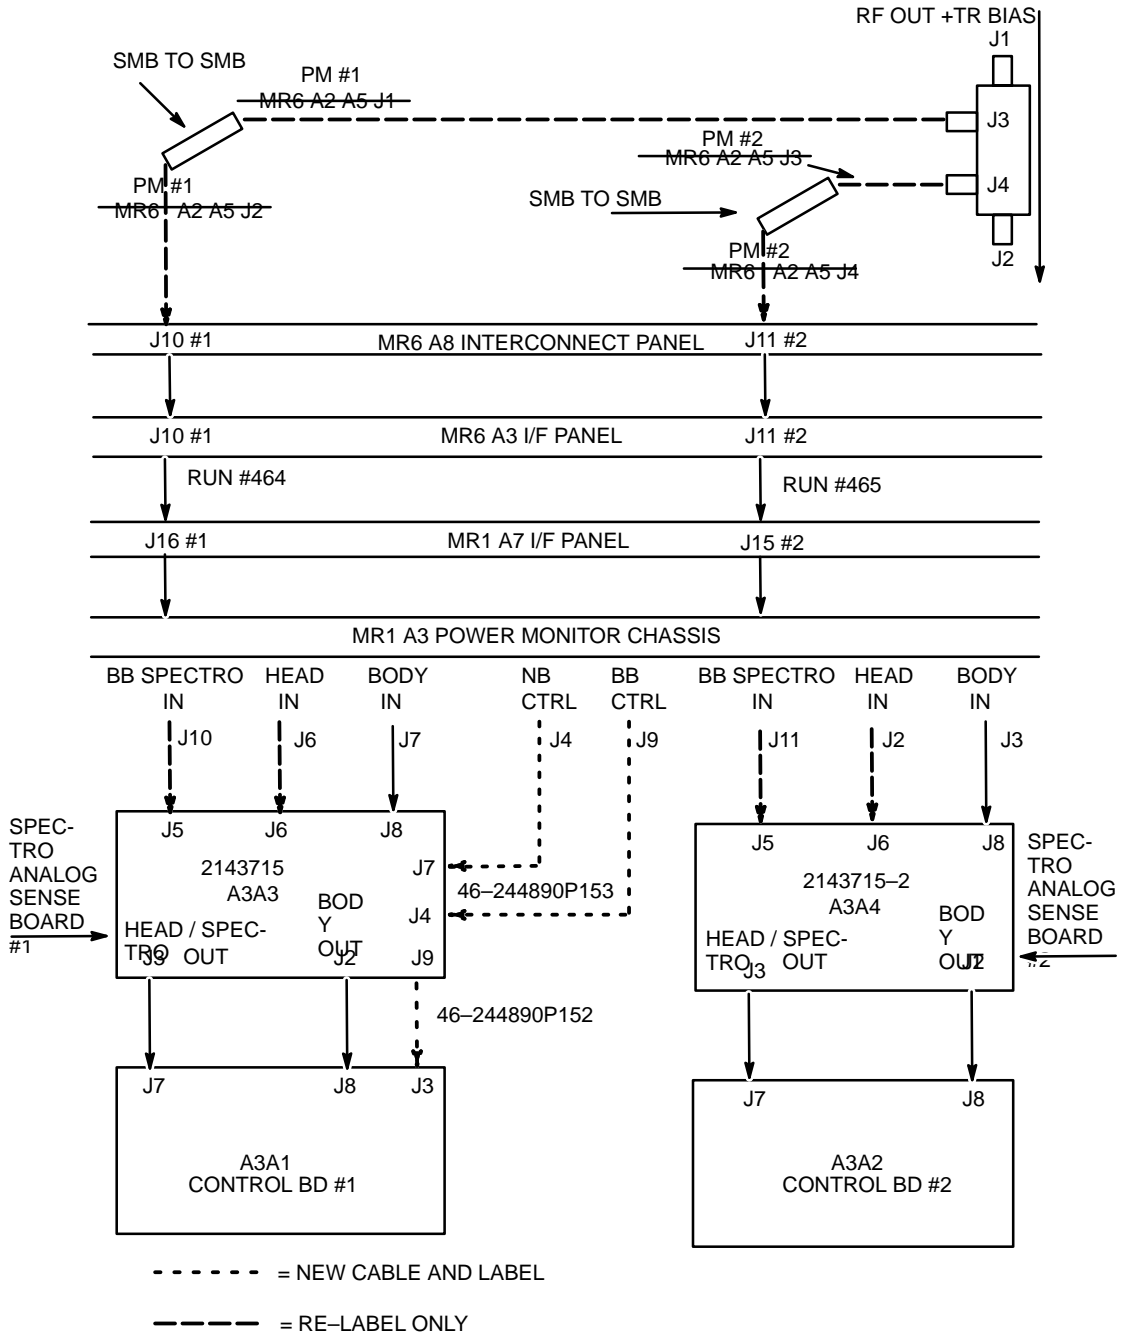 RF OUT +TR BIAS
J1
SMB TO SMB
PM #1
MR6 A2 A5 J1
J3
PM #2
MR6 A2 A5 J3
PM #1
MR6 A2 A5 J2
J4
SMB TO SMB
PM #2
MR6 A2 A5 J4
J2
J10 #1 MR6 A8 INTERCONNECT PANEL J11 #2
J10 #1 MR6 A3 I/F PANEL J11 #2
RUN #464 RUN #465
J16 #1 MR1 A7 I/F PANEL J15 #2
MR1 A3 POWER MONITOR CHASSIS
BB SPECTRO HEAD BODY NB BB BB SPECTRO HEAD BODY
IN IN IN CTRL CTRL IN IN IN
J10 J6 J7 J4 J9 J11 J2 J3
J5 J6 J8
J7
2143715
A3A3
46–244890P153
J4
BOD
Y
OUT
HEAD / SPEC-
TRO OUT
J3 J2 J9
SPEC-
TRO
ANALOG
SENSE
BOARD
#1
J5 J6 J8
2143715–2
A3A4
BOD
Y
OUT
HEAD / SPEC-
TRO OUT
J3 J2
SPEC-
TRO
ANALOG
SENSE
BOARD
#2
46–244890P152
J7 J8 J3
A3A1
CONTROL BD #1
J7 J8
A3A2
CONTROL BD #2
= NEW CABLE AND LABEL
= RE–LABEL ONLY